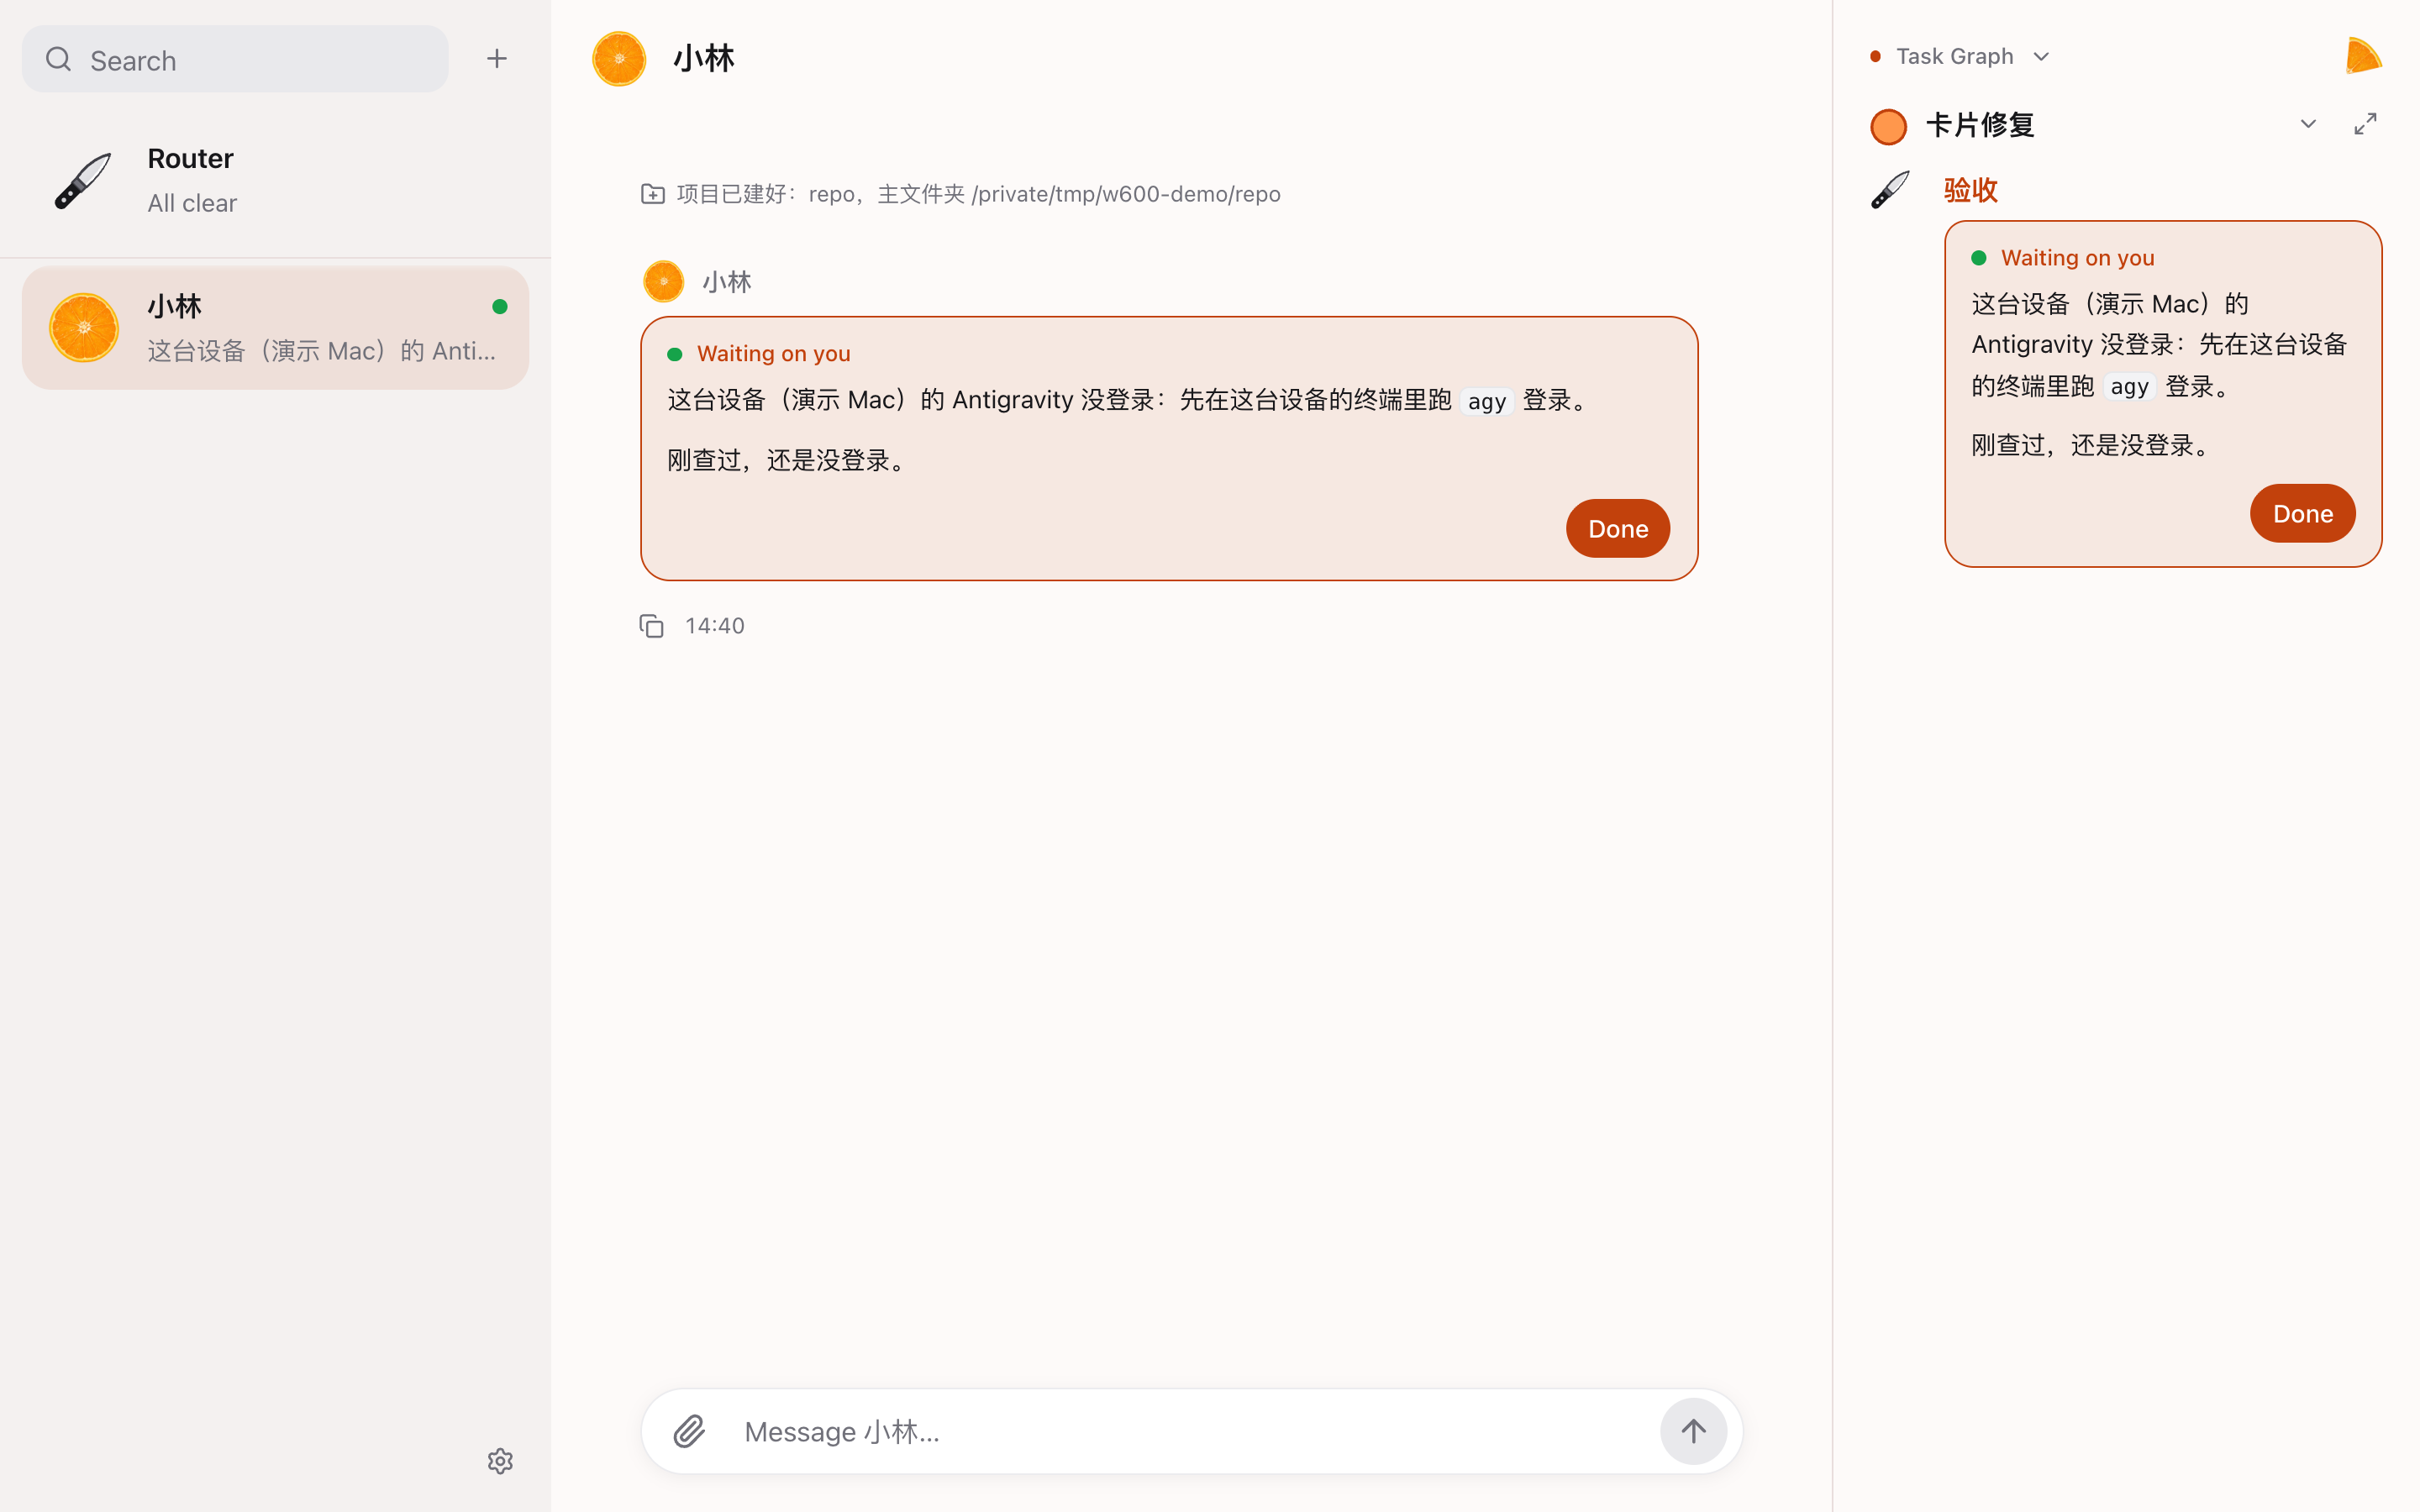 Search
Router
All clear
小林
这台设备（演示 Mac）的 Anti...
小林
项目已建好：repo，主文件夹 /private/tmp/w600-demo/repo
小林
Waiting on you
这台设备（演示 Mac）的 Antigravity 没登录：先在这台设备的终端里跑 agy 登录。
刚查过，还是没登录。
Done
14:40
Message 小林...
Task Graph
卡片修复
验收
Waiting on you
这台设备（演示 Mac）的
Antigravity 没登录：先在这台设备
的终端里跑 agy 登录。
刚查过，还是没登录。
Done